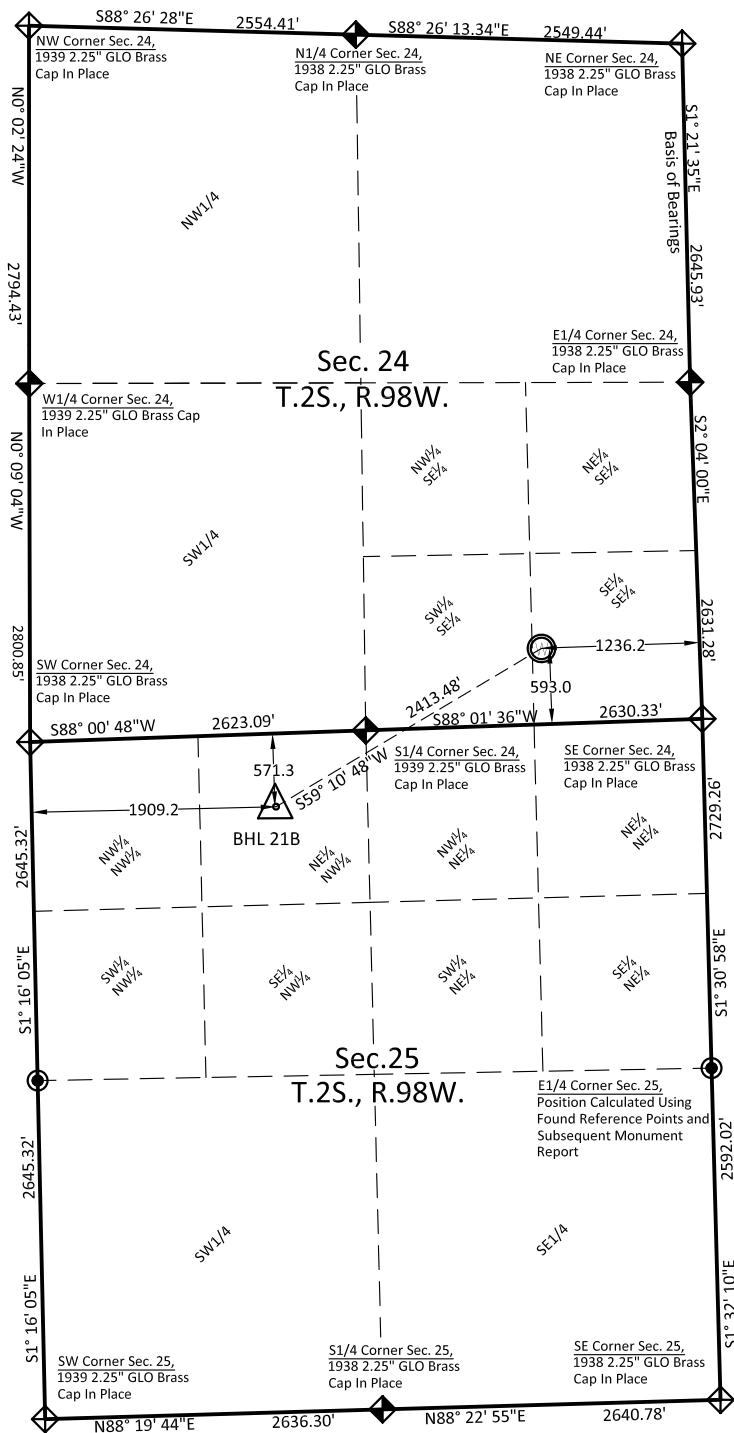 S88° 26' 28"E
2554.41'
S88° 26' 13.34"E
2549.44'
NW Corner Sec. 24,
1939 2.25" GLO Brass
Cap In Place
N1/4 Corner Sec. 24,
1938 2.25" GLO Brass
Cap In Place
NE Corner Sec. 24,
1938 2.25" GLO Brass
Cap In Place
N0° 02' 24"W
2794.43'
S1° 21' 35"E
Basis of Bearings
2645.93'
NW1/4
E1/4 Corner Sec. 24,
1938 2.25" GLO Brass
Cap In Place
Sec. 24
T.2S., R.98W.
W1/4 Corner Sec. 24,
1939 2.25" GLO Brass Cap
In Place
N0° 09' 04"W
2800.85'
S2° 04' 00"E
2631.28'
NW¼
SE¼
NE¼
SE¼
SW1/4
SW¼
SE¼
SE¼
SE¼
1236.2
593.0
SW Corner Sec. 24,
1938 2.25" GLO Brass
Cap In Place
2413.48'
S59° 10' 48"W
S88° 00' 48"W
2623.09'
S88° 01' 36"W
2630.33'
S1/4 Corner Sec. 24,
1939 2.25" GLO Brass
Cap In Place
SE Corner Sec. 24,
1938 2.25" GLO Brass
Cap In Place
571.3
1909.2
BHL 21B
2645.32'
S1° 16' 05"E
2729.26'
S1° 30' 58"E
NW¼
NW¼
NE¼
NW¼
NW¼
NE¼
NE¼
NE¼
SW¼
NW¼
SE¼
NW¼
SW¼
NE¼
SE¼
NE¼
Sec.25
T.2S., R.98W.
E1/4 Corner Sec. 25,
Position Calculated Using
Found Reference Points and
Subsequent Monument
Report
2645.32'
S1° 16' 05"E
2592.02'
S1° 32' 10"E
SW1/4
SE1/4
SW Corner Sec. 25,
1939 2.25" GLO Brass
Cap In Place
S1/4 Corner Sec. 25,
1938 2.25" GLO Brass
Cap In Place
SE Corner Sec. 25,
1938 2.25" GLO Brass
Cap In Place
N88° 19' 44"E
2636.30'
N88° 22' 55"E
2640.78'